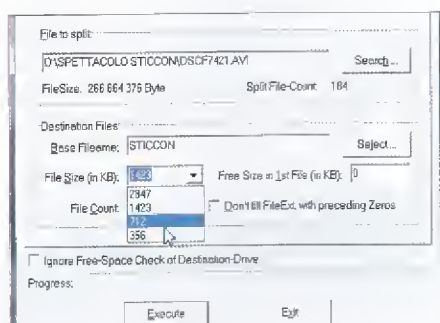 File to split:
D:\SPETTACOLO STICCON\DSCF7421.AVI
Search ...
FileSize: 266 664 376 Byte
Split File-Count: 184
Destination Files:
Base Filename: STICCON
Select ...
File Size (in KB): 1423
Free Size in 1st File (in KB): 0
2847
1423
712
356
File Count:
Don't fill FileExt. with preceding Zeros
Ignore Free-Space Check of Destination-Drive
Progress:
Execute
Exit